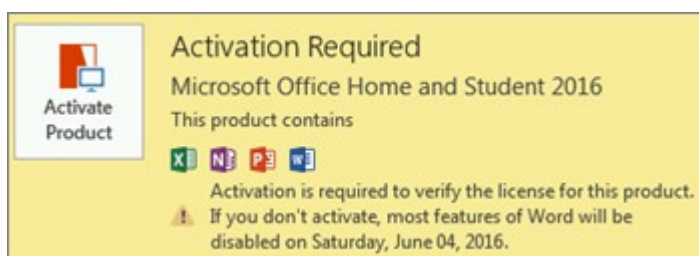 Activate
Product
Activation Required
Microsoft Office Home and Student 2016
This product contains
Activation is required to verify the license for this product.
If you don't activate, most features of Word will be
disabled on Saturday, June 04, 2016.